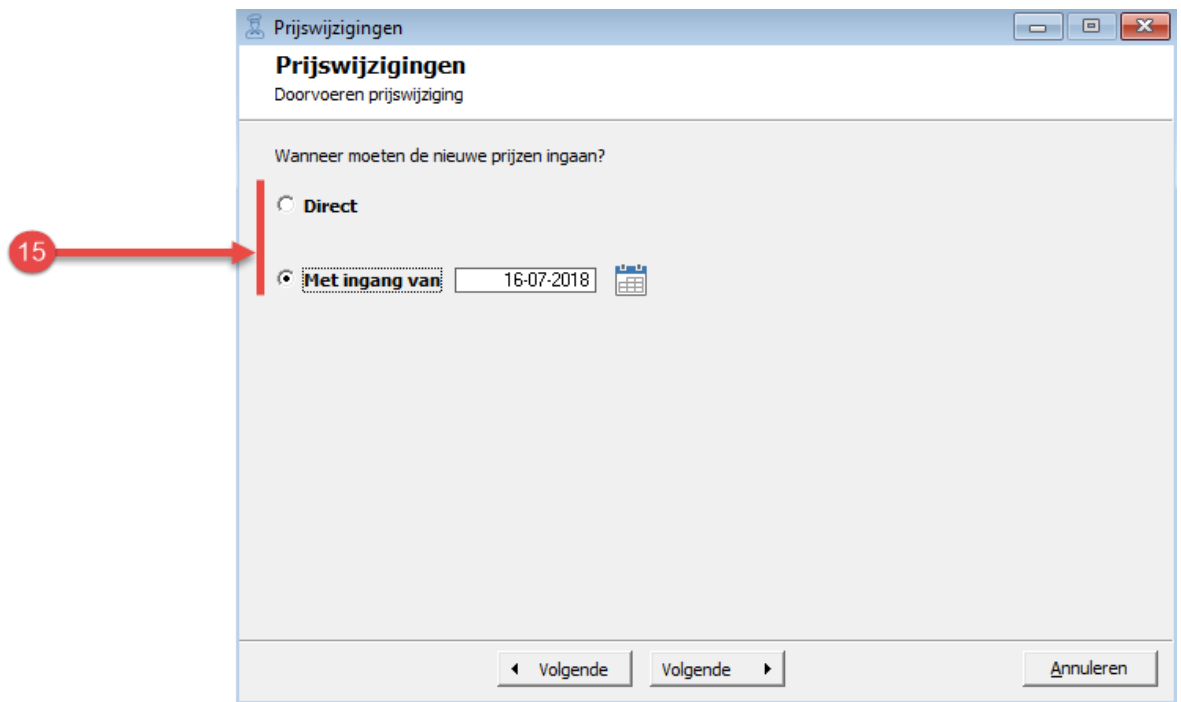 Prijswijzigingen
Prijswijzigingen
Doorvoeren prijswijziging
Wanneer moeten de nieuwe prijzen ingaan?
Direct
15
Met ingang van 16-07-2018
Volgende Volgende Annuleren